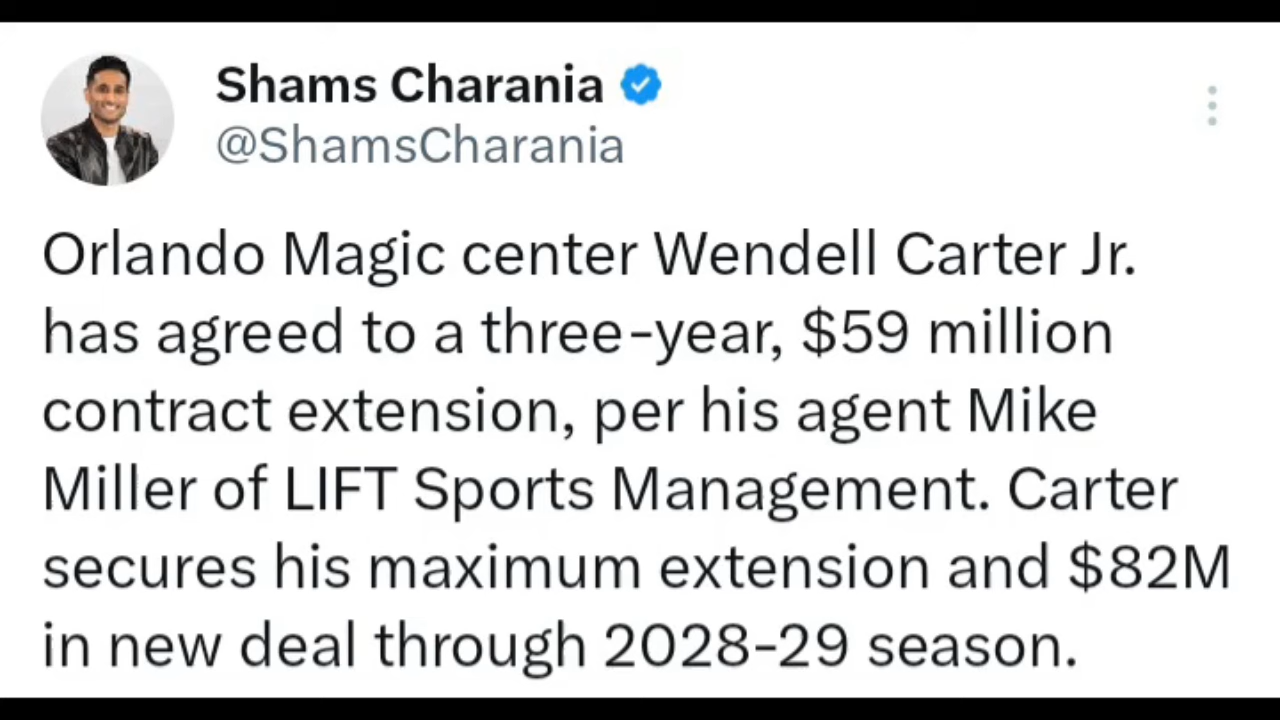 Shams Charania
@ShamsCharania
Orlando Magic center Wendell Carter Jr.
has agreed to a three-year, $59 million
contract extension, per his agent Mike
Miller of LIFT Sports Management. Carter
secures his maximum extension and $82M
in new deal through 2028-29 season.